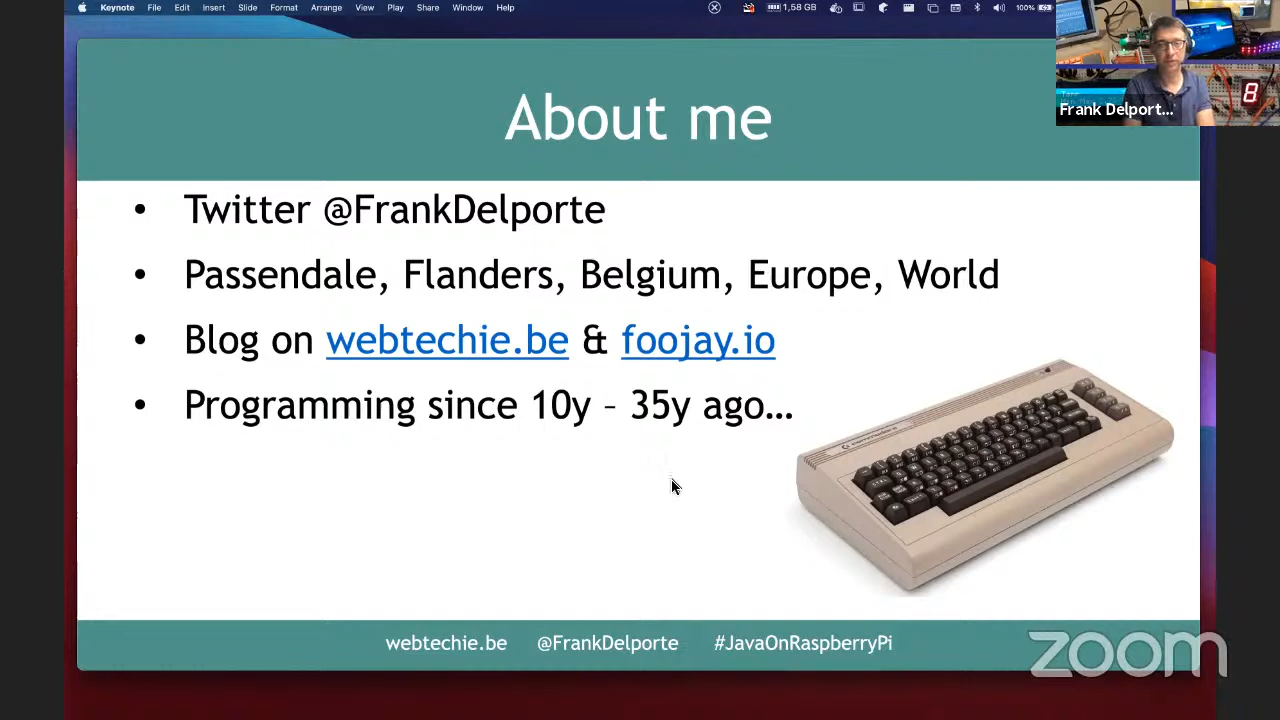 Keynote File Edit Insert Slide Format Arrange View Play Share Window Help 1,58 GB 100%
Frank Delport...
About me
• Twitter @FrankDelporte
• Passendale, Flanders, Belgium, Europe, World
• Blog on webtechie.be & foojay.io
• Programming since 10y – 35y ago…
webtechie.be @FrankDelporte #JavaOnRaspberryPi
zoom